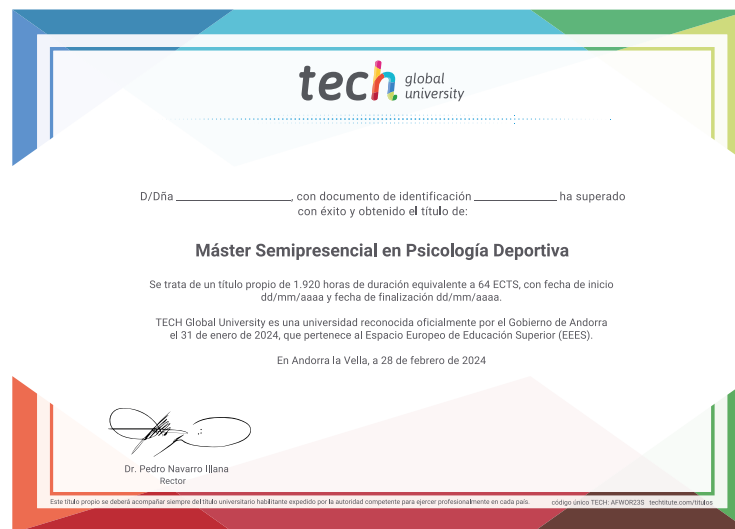 tech global university
D/Dña ____________, con documento de identificación ____________ ha superado
con éxito y obtenido el título de:
Máster Semipresencial en Psicología Deportiva
Se trata de un título propio de 1.920 horas de duración equivalente a 64 ECTS, con fecha de inicio
dd/mm/aaaa y fecha de finalización dd/mm/aaaa.
TECH Global University es una universidad reconocida oficialmente por el Gobierno de Andorra
el 31 de enero de 2024, que pertenece al Espacio Europeo de Educación Superior (EEES).
En Andorra la Vella, a 28 de febrero de 2024
Dr. Pedro Navarro Illana
Rector
Este título propio se deberá acompañar siempre del título universitario habilitante expedido por la autoridad competente para ejercer profesionalmente en cada país. código único TECH: AFWOR23S techtitute.com/títulos